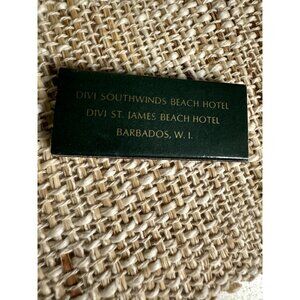 DIVI SOUTHWINDS BEACH HOTEL
DIVI ST. JAMES BEACH HOTEL
BARBADOS, W. I.